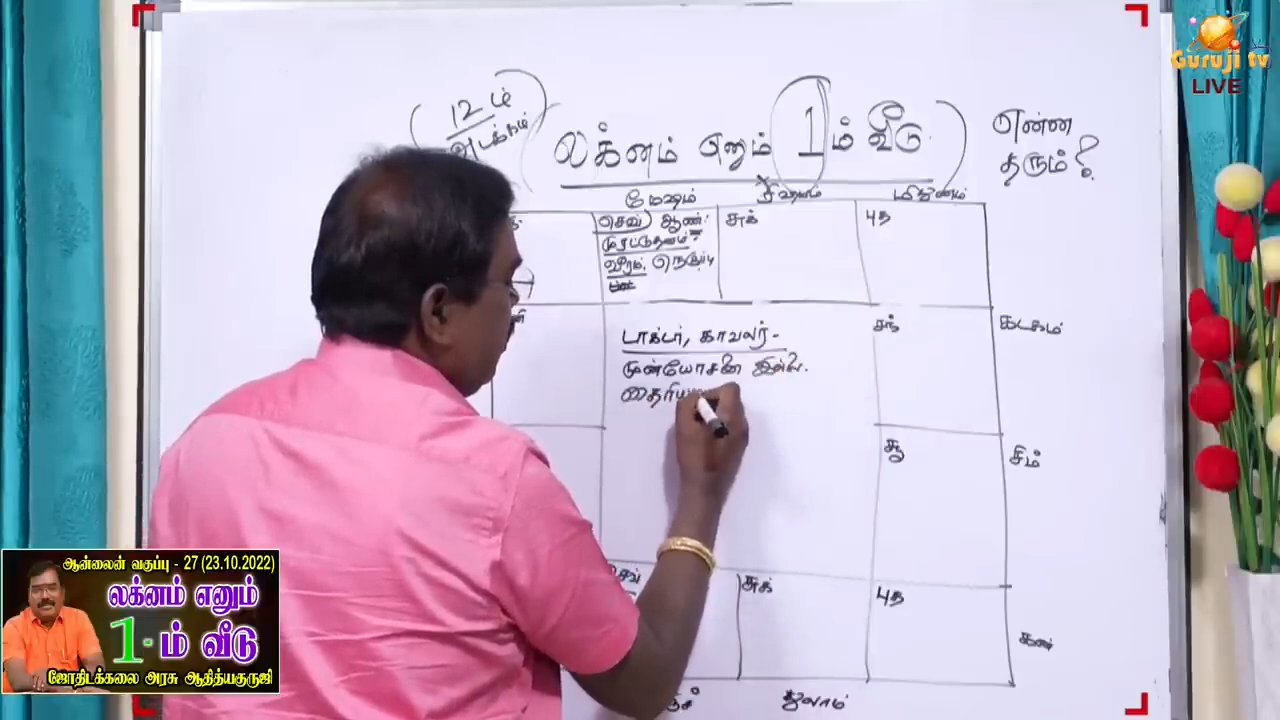 Guruji tv
LIVE
12ம்
அடக்கம்
லக்னம் எனும் 1ம் வீடு
என்ன
தரும்?
மேஷம் ரிஷபம் மிதுனம்
செவ் ஆண்
முரட்டுதனம்
வீரம், நெருப்பு
சுக்
புத
டாக்டர், காவலர் -
முன்யோசனை இல்லை.
சந்
கடகம்
சூ
சிம்
செவ்
சுக்
புத
துலாம்
ஆன்லைன் வகுப்பு - 27 (23.10.2022)
லக்னம் எனும்
1-ம் வீடு
ஜோதிடக்கலை அரசு ஆதித்யகுருஜி